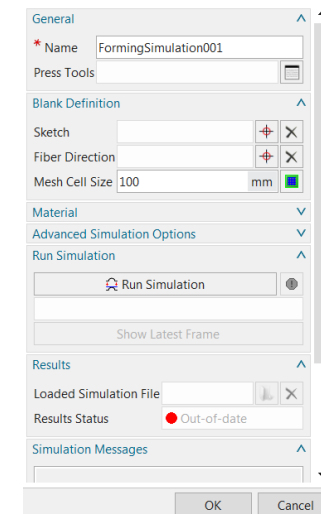 General
* Name FormingSimulation001
Press Tools
Blank Definition
Sketch
Fiber Direction
Mesh Cell Size 100 mm
Material
Advanced Simulation Options
Run Simulation
Run Simulation
Show Latest Frame
Results
Loaded Simulation File
Results Status Out-of-date
Simulation Messages
OK Cancel